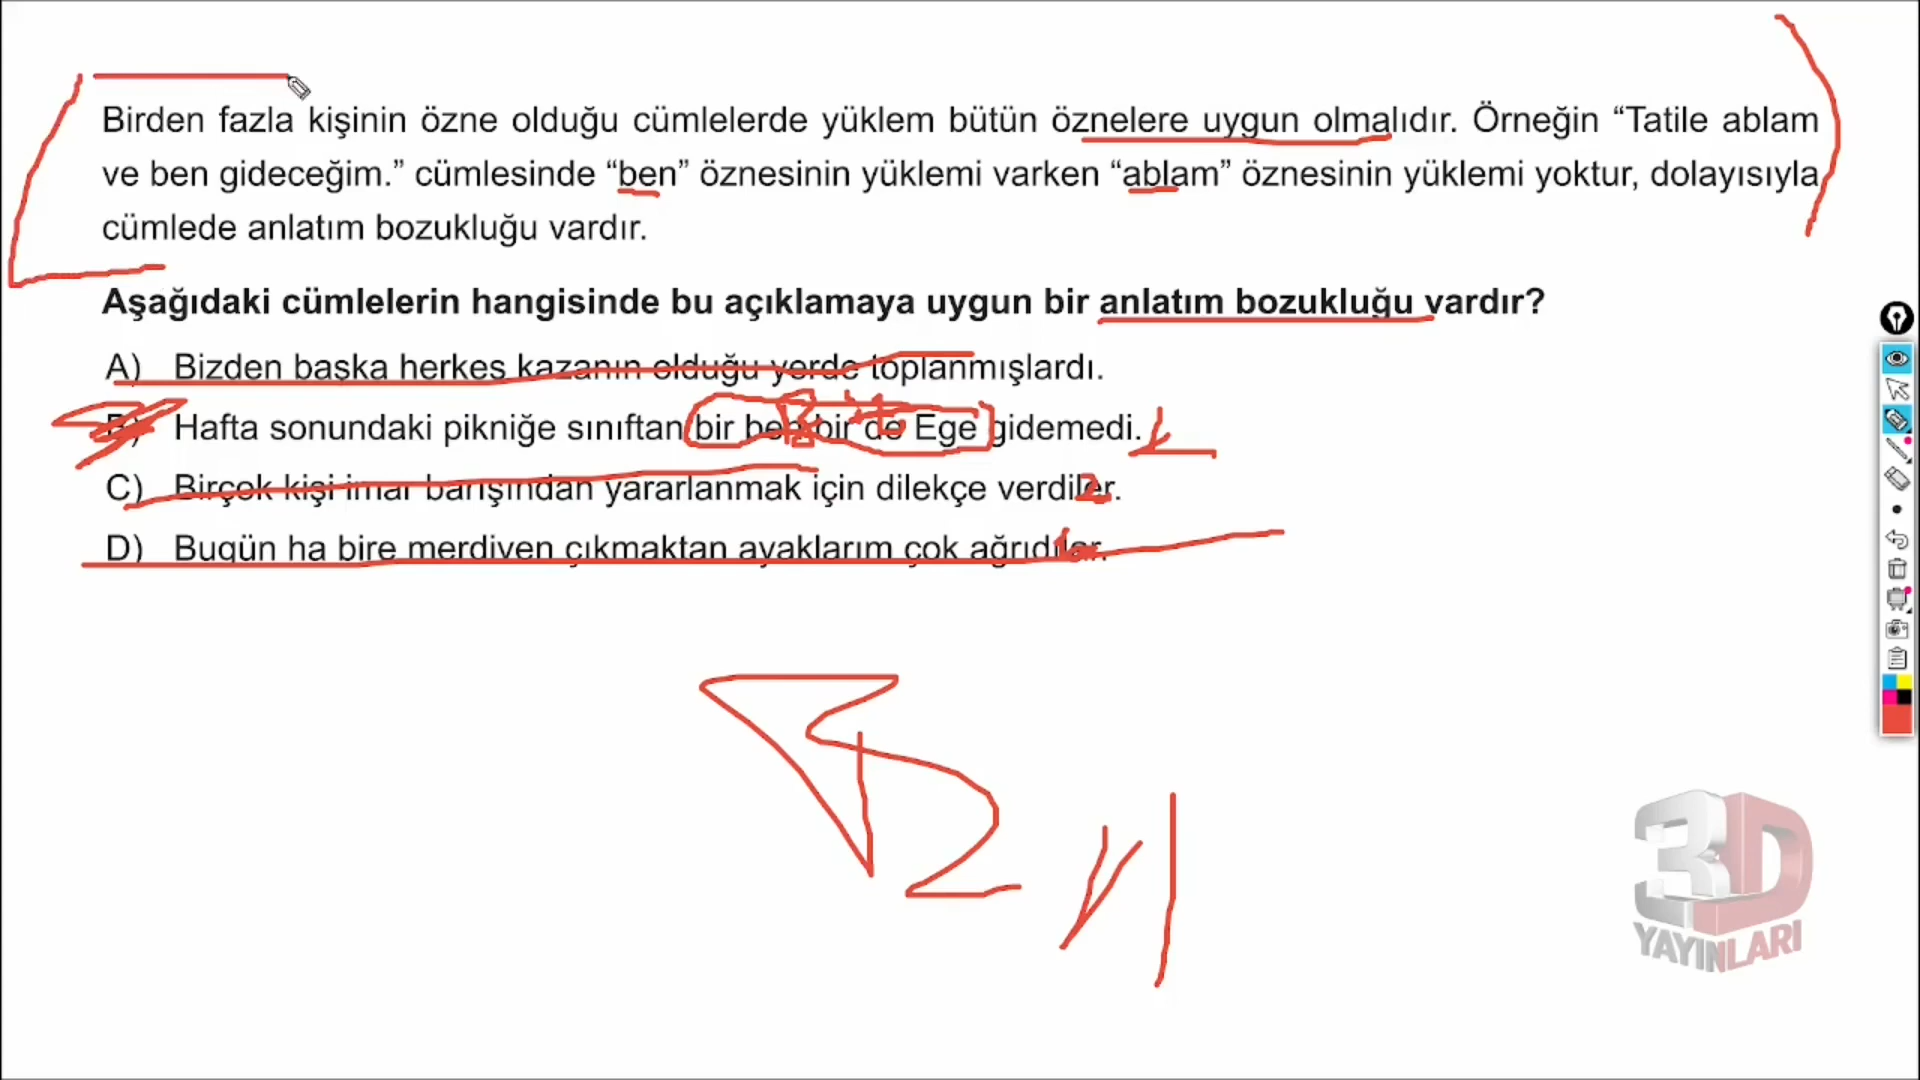 Birden fazla kişinin özne olduğu cümlelerde yüklem bütün öznelere uygun olmalıdır. Örneğin “Tatile ablam
ve ben gideceğim.” cümlesinde “ben” öznesinin yüklemi varken “ablam” öznesinin yüklemi yoktur, dolayısıyla
cümlede anlatım bozukluğu vardır.
Aşağıdaki cümlelerin hangisinde bu açıklamaya uygun bir anlatım bozukluğu vardır?
A) Bizden başka herkes kazanın olduğu yerde toplanmışlardı.
B) Hafta sonundaki pikniğe sınıftan bir ben bir de Ege gidemedi.
C) Birçok kişi imar barışından yararlanmak için dilekçe verdiler.
D) Bugün ha bire merdiven çıkmaktan ayaklarım çok ağrıdılar.
3D
YAYINLARI